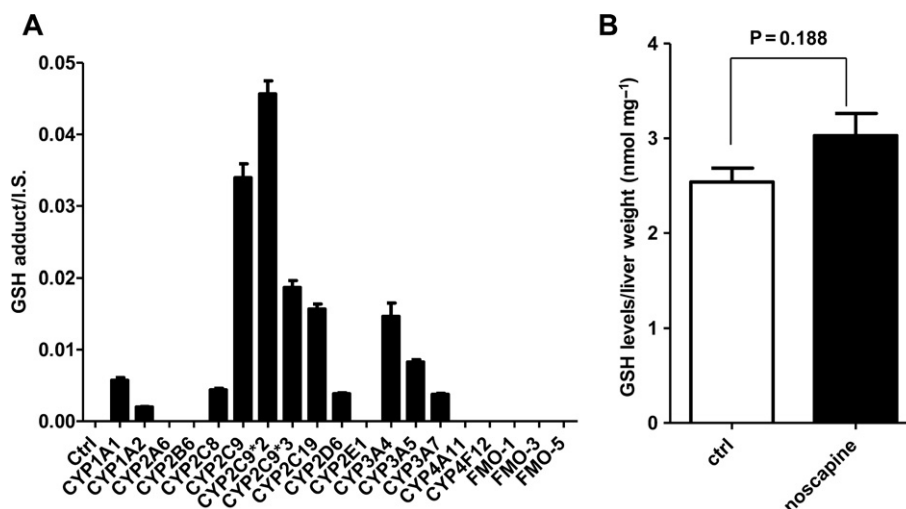 A
GSH adduct/I.S.
0.05
0.04
0.03
0.02
0.01
0.00
Ctrl
CYP1A1
CYP1A2
CYP2A6
CYP2B6
CYP2C8
CYP2C9
CYP2C9*2
CYP2C9*3
CYP2C19
CYP2D6
CYP2E1
CYP3A4
CYP3A5
CYP3A7
CYP4A11
CYP4F12
FMO-1
FMO-3
FMO-5
B
GSH levels/liver weight (nmol mg⁻¹)
4
3
2
1
0
P = 0.188
ctrl
noscapine